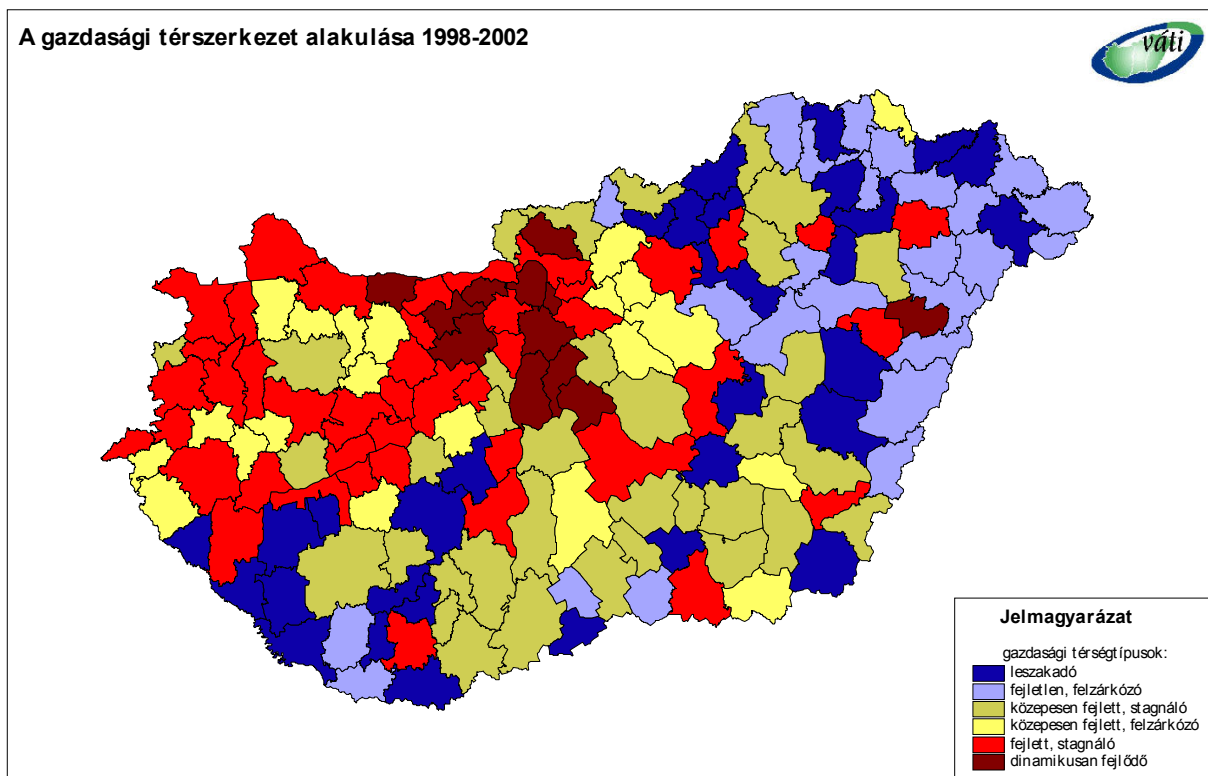 A gazdasági térszerkezet alakulása 1998-2002
váti
Jelmagyarázat
gazdasági térségtípusok:
leszakadó
fejletlen, felzárkózó
közepesen fejlett, stagnáló
közepesen fejlett, felzárkózó
fejlett, stagnáló
dinamikusan fejlődő